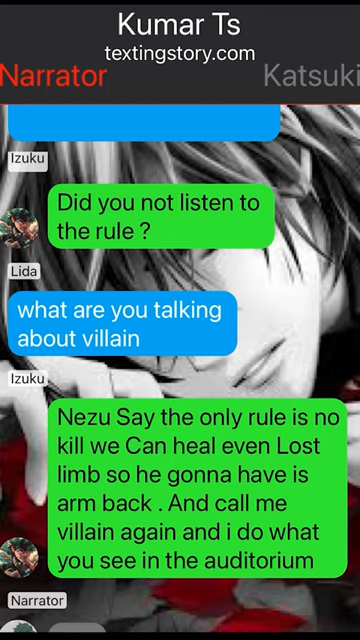 Kumar Ts
textingstory.com
Narrator
Katsuki
Izuku
Did you not listen to
the rule ?
Lida
what are you talking
about villain
Izuku
Nezu Say the only rule is no
kill we Can heal even Lost
limb so he gonna have is
arm back . And call me
villain again and i do what
you see in the auditorium
Narrator